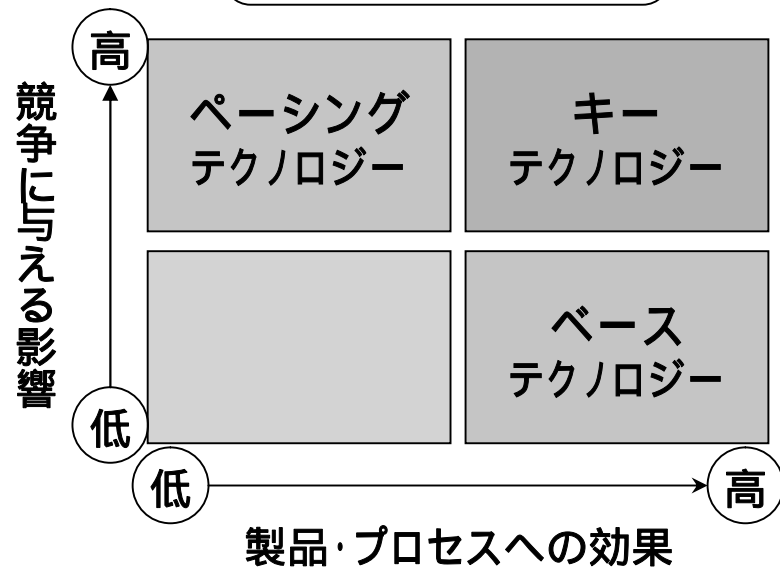 高
競争に与える影響
ペーシング
テクノロジー
キー
テクノロジー
ベース
テクノロジー
低
低
高
製品・プロセスへの効果